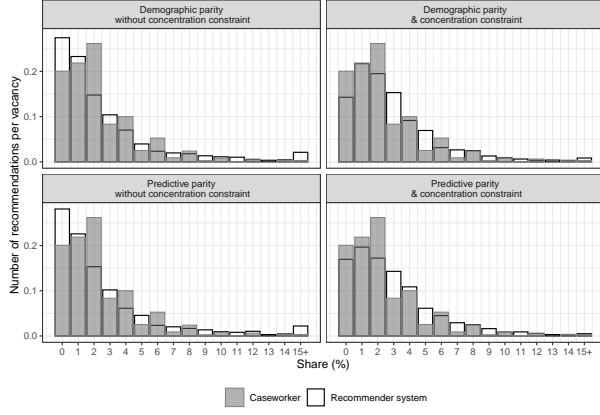 Demographic parity
without concentration constraint
Demographic parity
& concentration constraint
0.2
0.1
0.0
Predictive parity
without concentration constraint
Predictive parity
& concentration constraint
0.2
0.1
0.0
Number of recommendations per vacancy
0 1 2 3 4 5 6 7 8 9 10 11 12 13 14 15+
0 1 2 3 4 5 6 7 8 9 10 11 12 13 14 15+
Share (%)
Caseworker
Recommender system